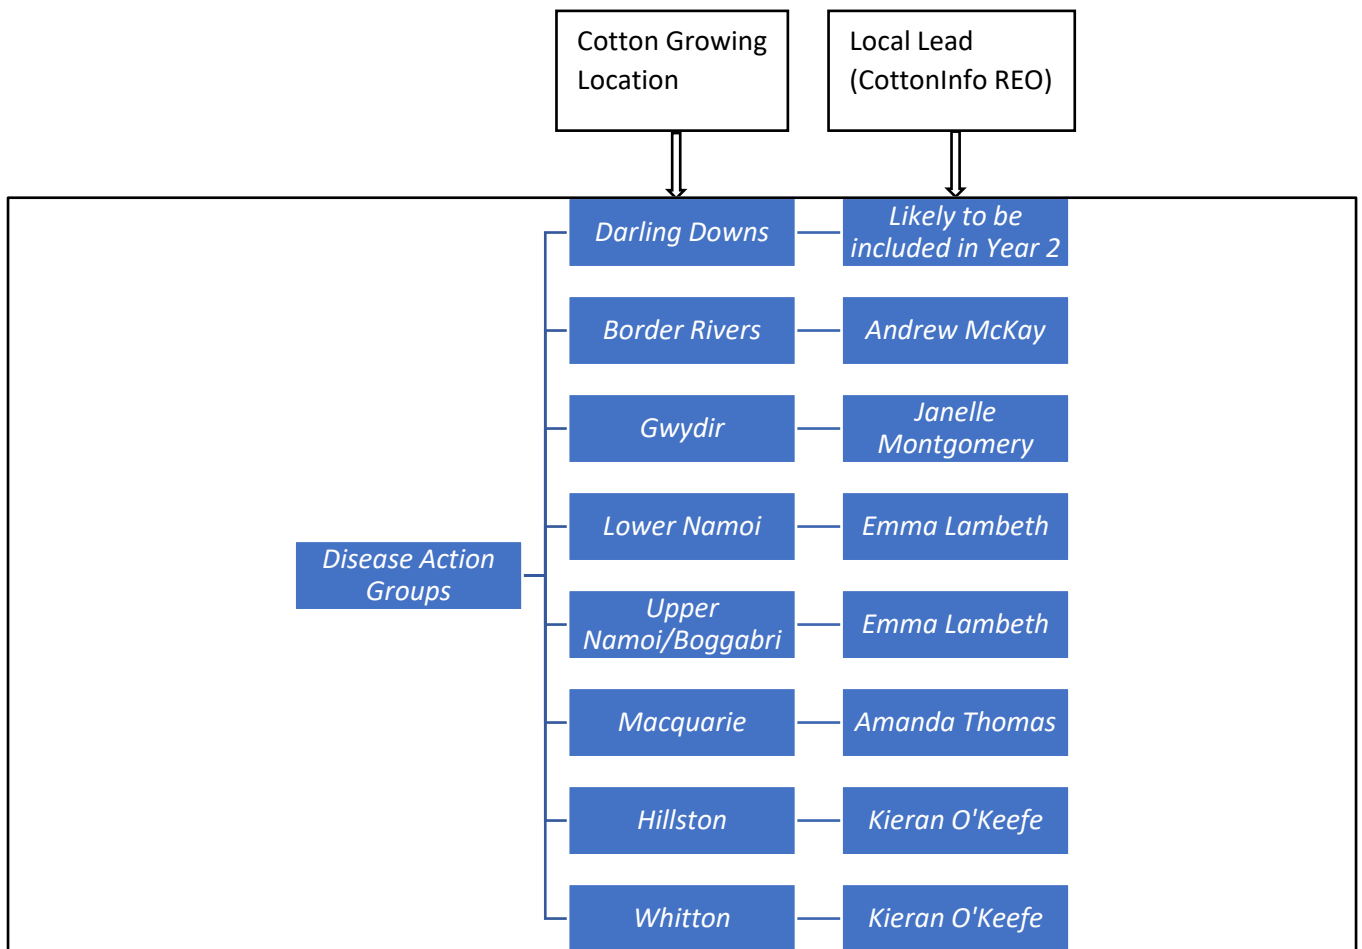 Cotton Growing
Location
Local Lead
(CottonInfo REO)
Darling Downs
Likely to be
included in Year 2
Border Rivers
Andrew McKay
Gwydir
Janelle
Montgomery
Lower Namoi
Emma Lambeth
Disease Action
Groups
Upper
Namoi/Boggabri
Emma Lambeth
Macquarie
Amanda Thomas
Hillston
Kieran O'Keefe
Whitton
Kieran O'Keefe